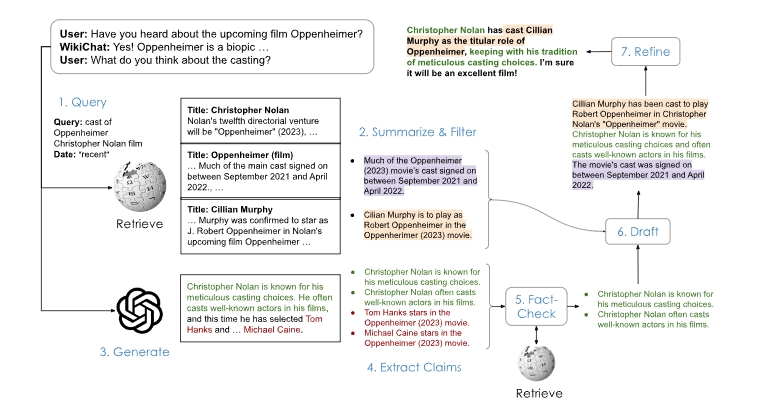 User: Have you heard about the upcoming film Oppenheimer?
WikiChat: Yes! Oppenheimer is a biopic …
User: What do you think about the casting?
1. Query
Query: cast of
Oppenheimer
Christopher Nolan film
Date: "recent"
Retrieve
Title: Christopher Nolan
Nolan's twelfth directorial venture
will be "Oppenheimer" (2023), …
Title: Oppenheimer (film)
… Much of the main cast signed on
between September 2021 and April
2022., …
Title: Cillian Murphy
… Murphy was confirmed to star as
J. Robert Oppenheimer in Nolan's
upcoming film Oppenheimer …
2. Summarize & Filter
Much of the Oppenheimer
(2023) movie's cast signed on
between September 2021 and
April 2022.
Cilian Murphy is to play as
Robert Oppenheimer in the
Oppenherimer (2023) movie.
3. Generate
Christopher Nolan is known for his
meticulous casting choices. He often
casts well-known actors in his films,
and this time he has selected Tom
Hanks and … Michael Caine.
4. Extract Claims
Christopher Nolan is known for
his meticulous casting choices.
Christopher Nolan often casts
well-known actors in his films.
Tom Hanks stars in the
Oppenheimer (2023) movie.
Michael Caine stars in the
Oppenheimer (2023) movie.
5. Fact-
Check
Retrieve
Christopher Nolan is known for
his meticulous casting choices.
Christopher Nolan often casts
well-known actors in his films.
6. Draft
Cillian Murphy has been cast to play
Robert Oppenheimer in Christopher
Nolan's "Oppenheimer" movie.
Christopher Nolan is known for his
meticulous casting choices and often
casts well-known actors in his films.
The movie's cast was signed on
between September 2021 and April
2022.
7. Refine
Christopher Nolan has cast Cillian
Murphy as the titular role of
Oppenheimer, keeping with his tradition
of meticulous casting choices. I'm sure
it will be an excellent film!